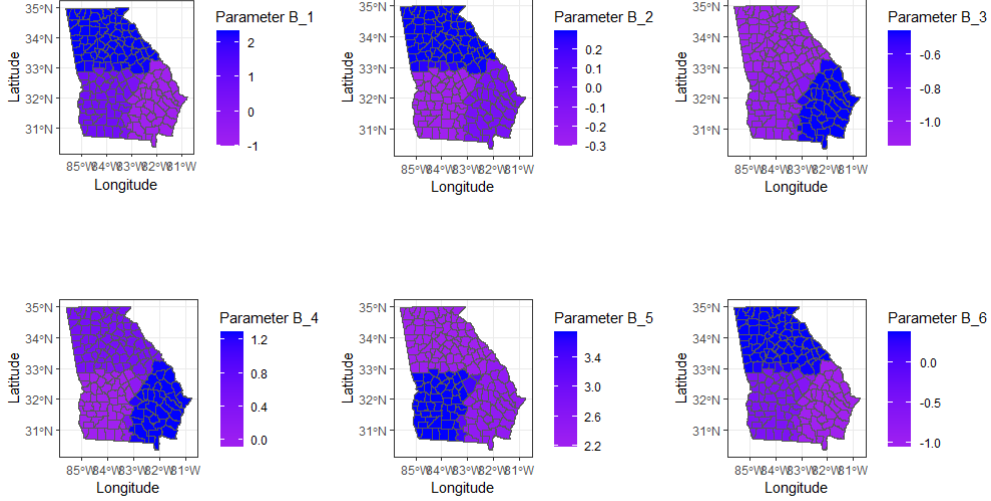 Parameter B_1
35°N
34°N
33°N
32°N
31°N
2
1
0
-1
Latitude
85°W84°W83°W82°W81°W
Longitude
Parameter B_2
35°N
34°N
33°N
32°N
31°N
0.2
0.1
0.0
-0.1
-0.2
-0.3
Latitude
85°W84°W83°W82°W81°W
Longitude
Parameter B_3
35°N
34°N
33°N
32°N
31°N
-0.6
-0.8
-1.0
Latitude
85°W84°W83°W82°W81°W
Longitude
Parameter B_4
35°N
34°N
33°N
32°N
31°N
1.2
0.8
0.4
0.0
Latitude
85°W84°W83°W82°W81°W
Longitude
Parameter B_5
35°N
34°N
33°N
32°N
31°N
3.4
3.0
2.6
2.2
Latitude
85°W84°W83°W82°W81°W
Longitude
Parameter B_6
35°N
34°N
33°N
32°N
31°N
0.0
-0.5
-1.0
Latitude
85°W84°W83°W82°W81°W
Longitude